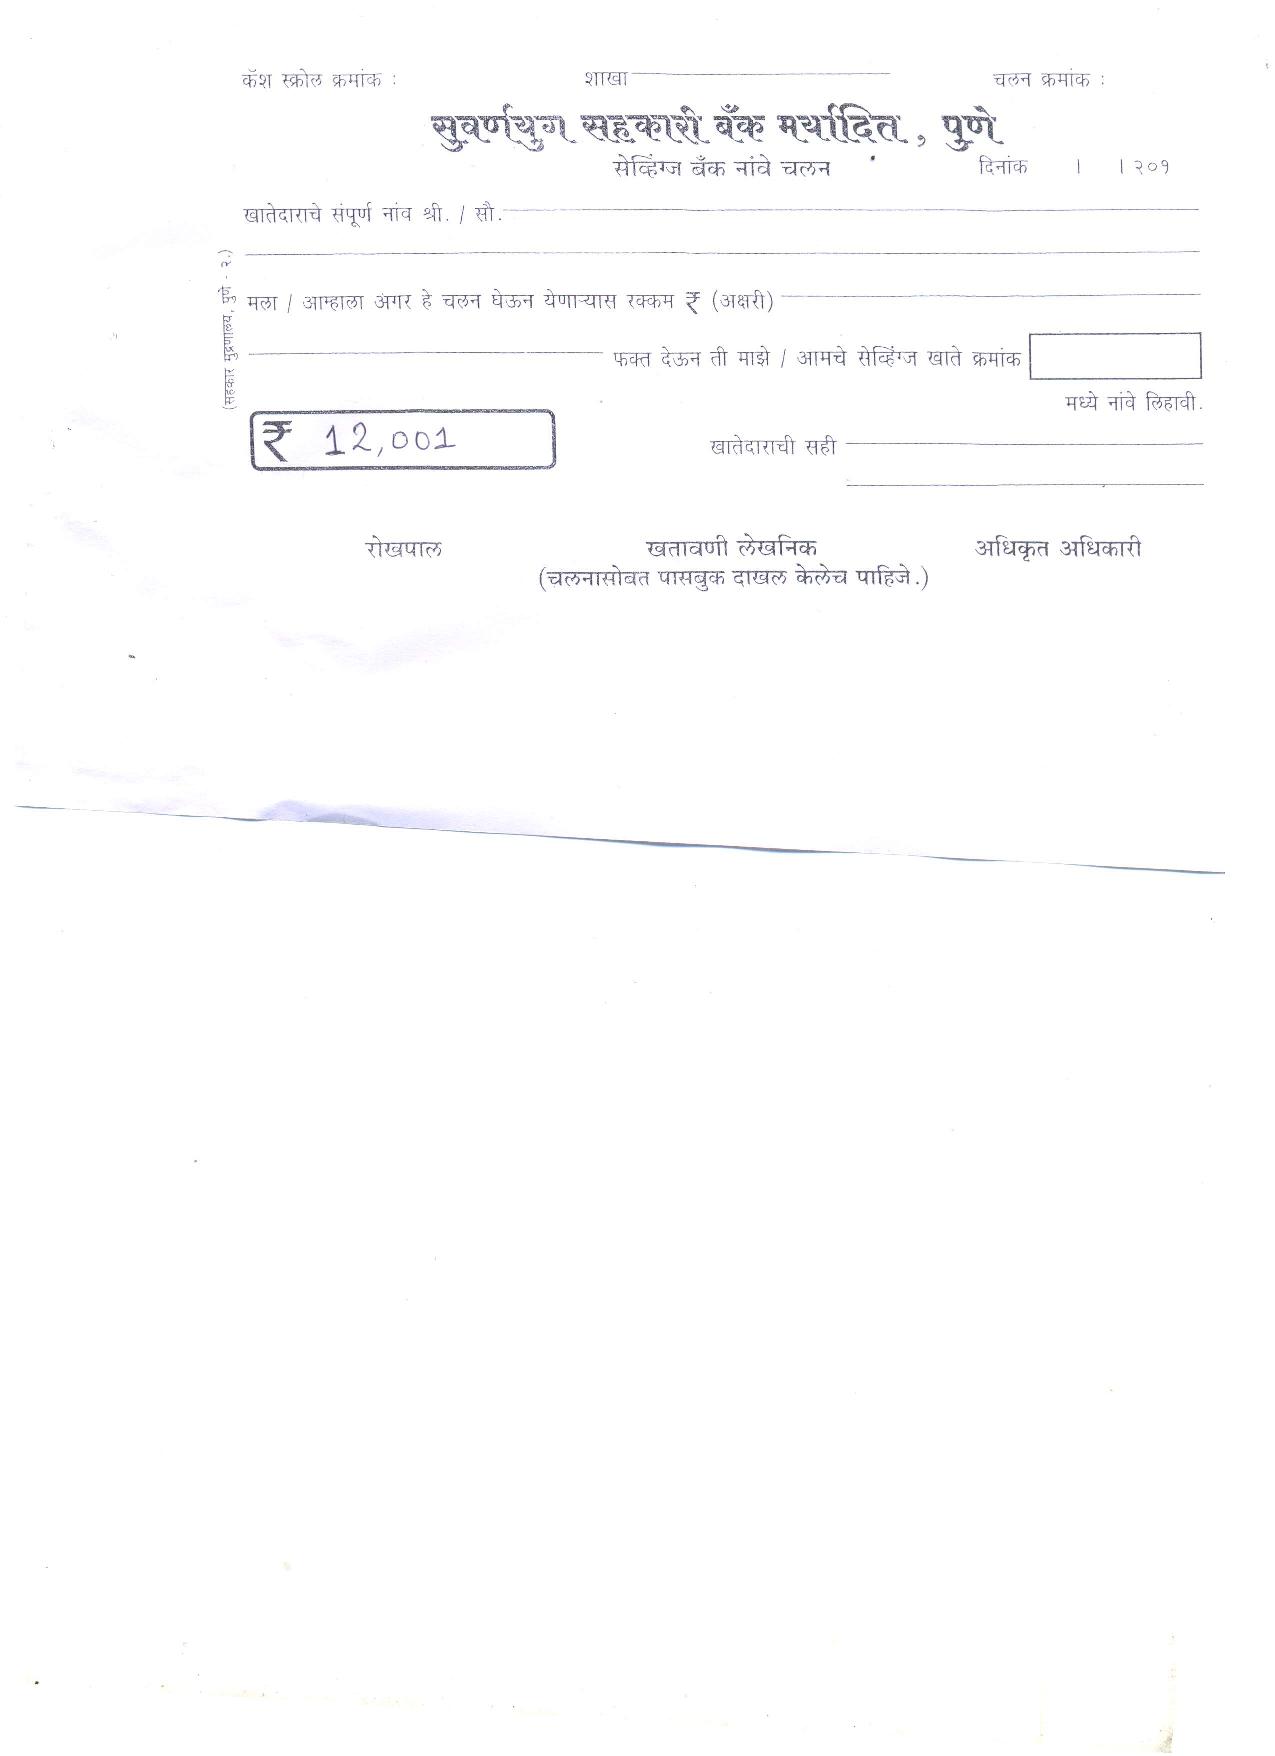 कॅश स्क्रोल क्रमांक : शाखा चलन क्रमांक :
सुवर्णयुग सहकारी बँक मर्यादित, पुणे
सेव्हिंग्ज बँक नांवे चलन दिनांक । । २०१
खातेदाराचे संपूर्ण नांव श्री. / सौ.
मला / आम्हाला अगर हे चलन घेऊन येणाऱ्यास रक्कम ₹ (अक्षरी)
फक्त देऊन ती माझे / आमचे सेव्हिंग्ज खाते क्रमांक
मध्ये नांवे लिहावी.
₹ 12,001 खातेदाराची सही
रोखपाल खतावणी लेखनिक अधिकृत अधिकारी
(चलनासोबत पासबुक दाखल केलेच पाहिजे.)
(सहकार मुद्रणालय, पुणे - २.)